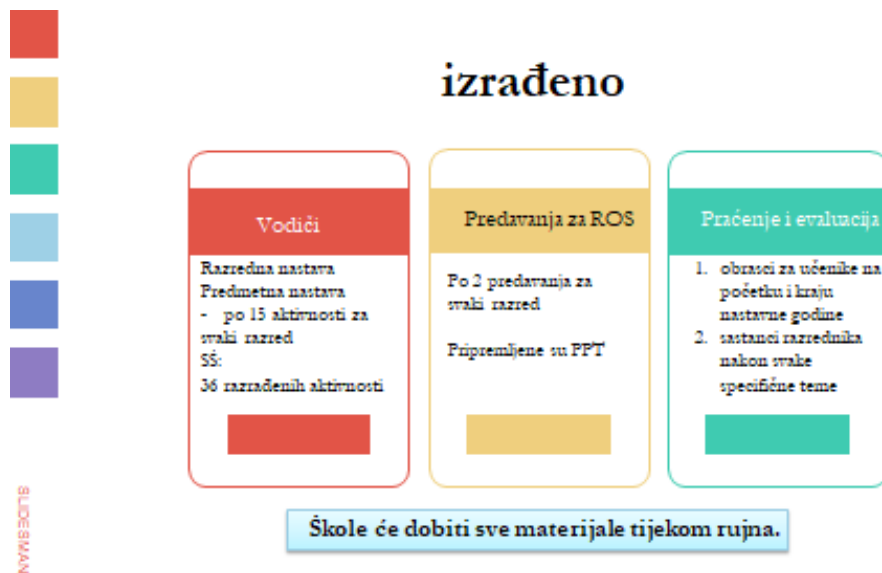 izrađeno
Vodiči
Razredna nastava
Predmetna nastava
- po 15 aktivnosti za
svaki razred
SŠ:
36 razrađenih aktivnosti
Predavanja za ROS
Po 2 predavanja za
svaki razred
Pripremljene su PPT
Praćenje i evaluacija
1. obrasci za učenike na
početku i kraju
nastavne godine
2. sastanci razrednika
nakon svake
specifične teme
Škole će dobiti sve materijale tijekom rujna.
SLIDESMAN